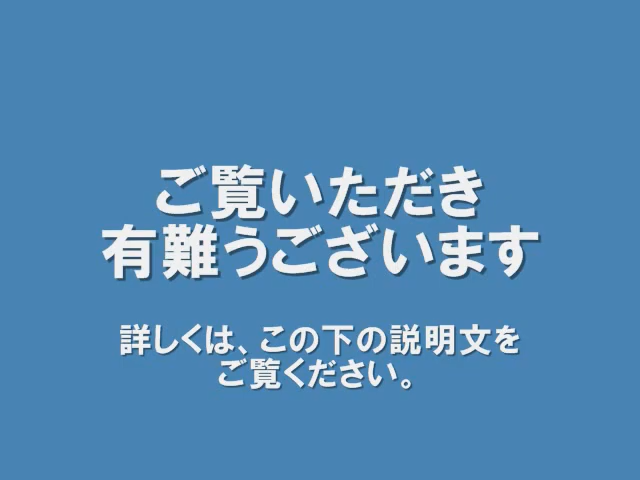 ご覧いただき
有難うございます
詳しくは、この下の説明文を
ご覧ください。